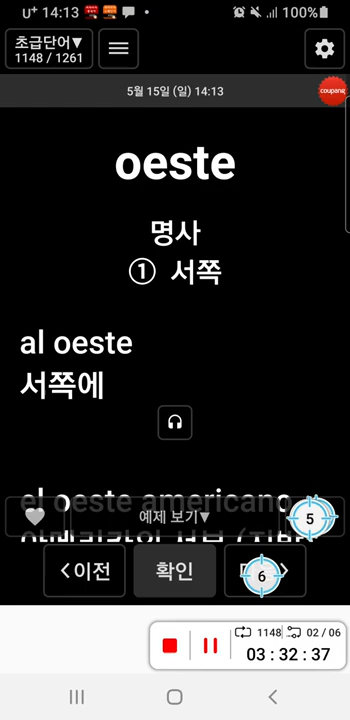 U+ 14:13 100%
초급단어▼
1148 / 1261
5월 15일 (일) 14:13
coupang
oeste
명사
① 서쪽
al oeste
서쪽에
el oeste americano
예제 보기▼
5
<이전
확인
6
1148 02 / 06
03 : 32 : 37